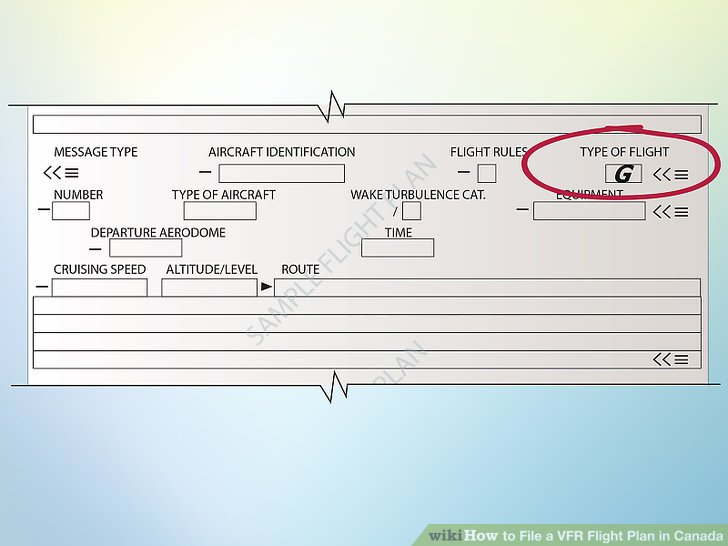 MESSAGE TYPE AIRCRAFT IDENTIFICATION FLIGHT RULES TYPE OF FLIGHT
G
NUMBER TYPE OF AIRCRAFT WAKE TURBULENCE CAT. EQUIPMENT
/
DEPARTURE AERODOME TIME
CRUISING SPEED ALTITUDE/LEVEL ROUTE
SAMPLE FLIGHT PLAN
PLAN
wikiHow to File a VFR Flight Plan in Canada